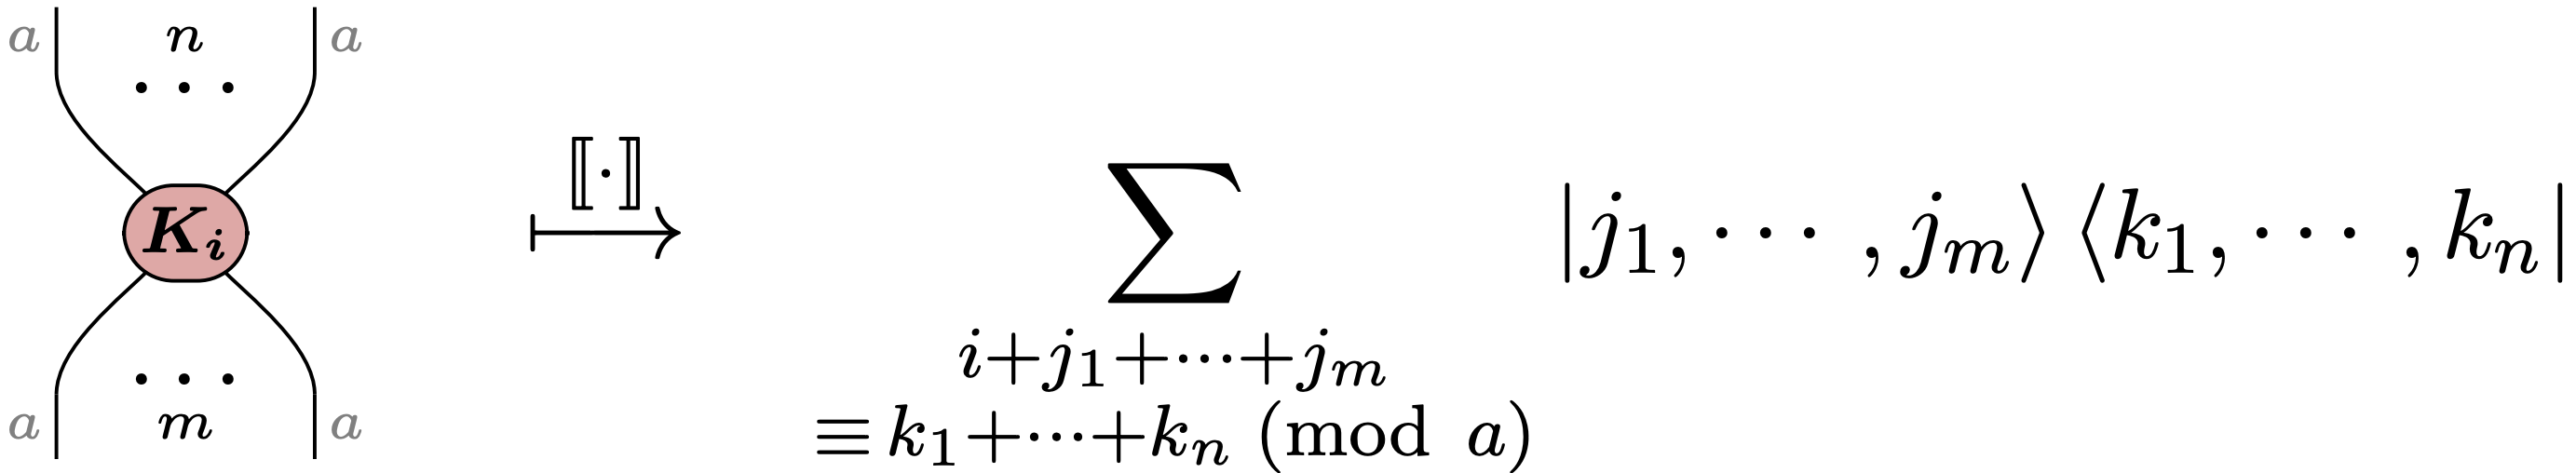 a n a
· · ·
K_i
⟦·⟧
∑ |j_1, ⋯ , j_m⟩ ⟨k_1, ⋯ , k_n|
i+j_1+⋯+j_m
≡ k_1+⋯+k_n (mod a)
· · ·
a m a